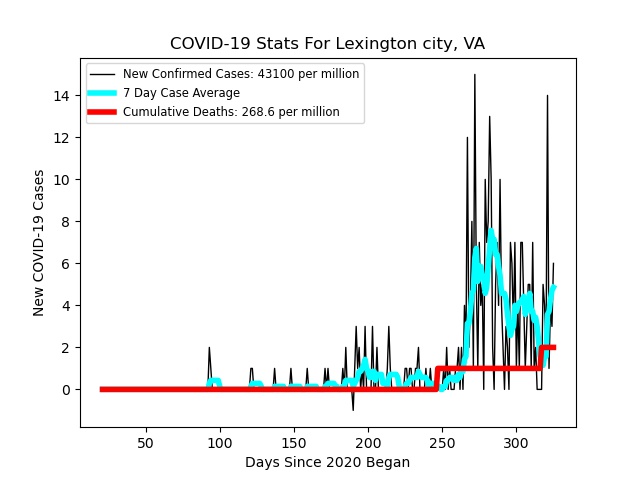 COVID-19 Stats For Lexington city, VA
New Confirmed Cases: 43100 per million
7 Day Case Average
Cumulative Deaths: 268.6 per million
New COVID-19 Cases
14
12
10
8
6
4
2
0
50 100 150 200 250 300
Days Since 2020 Began